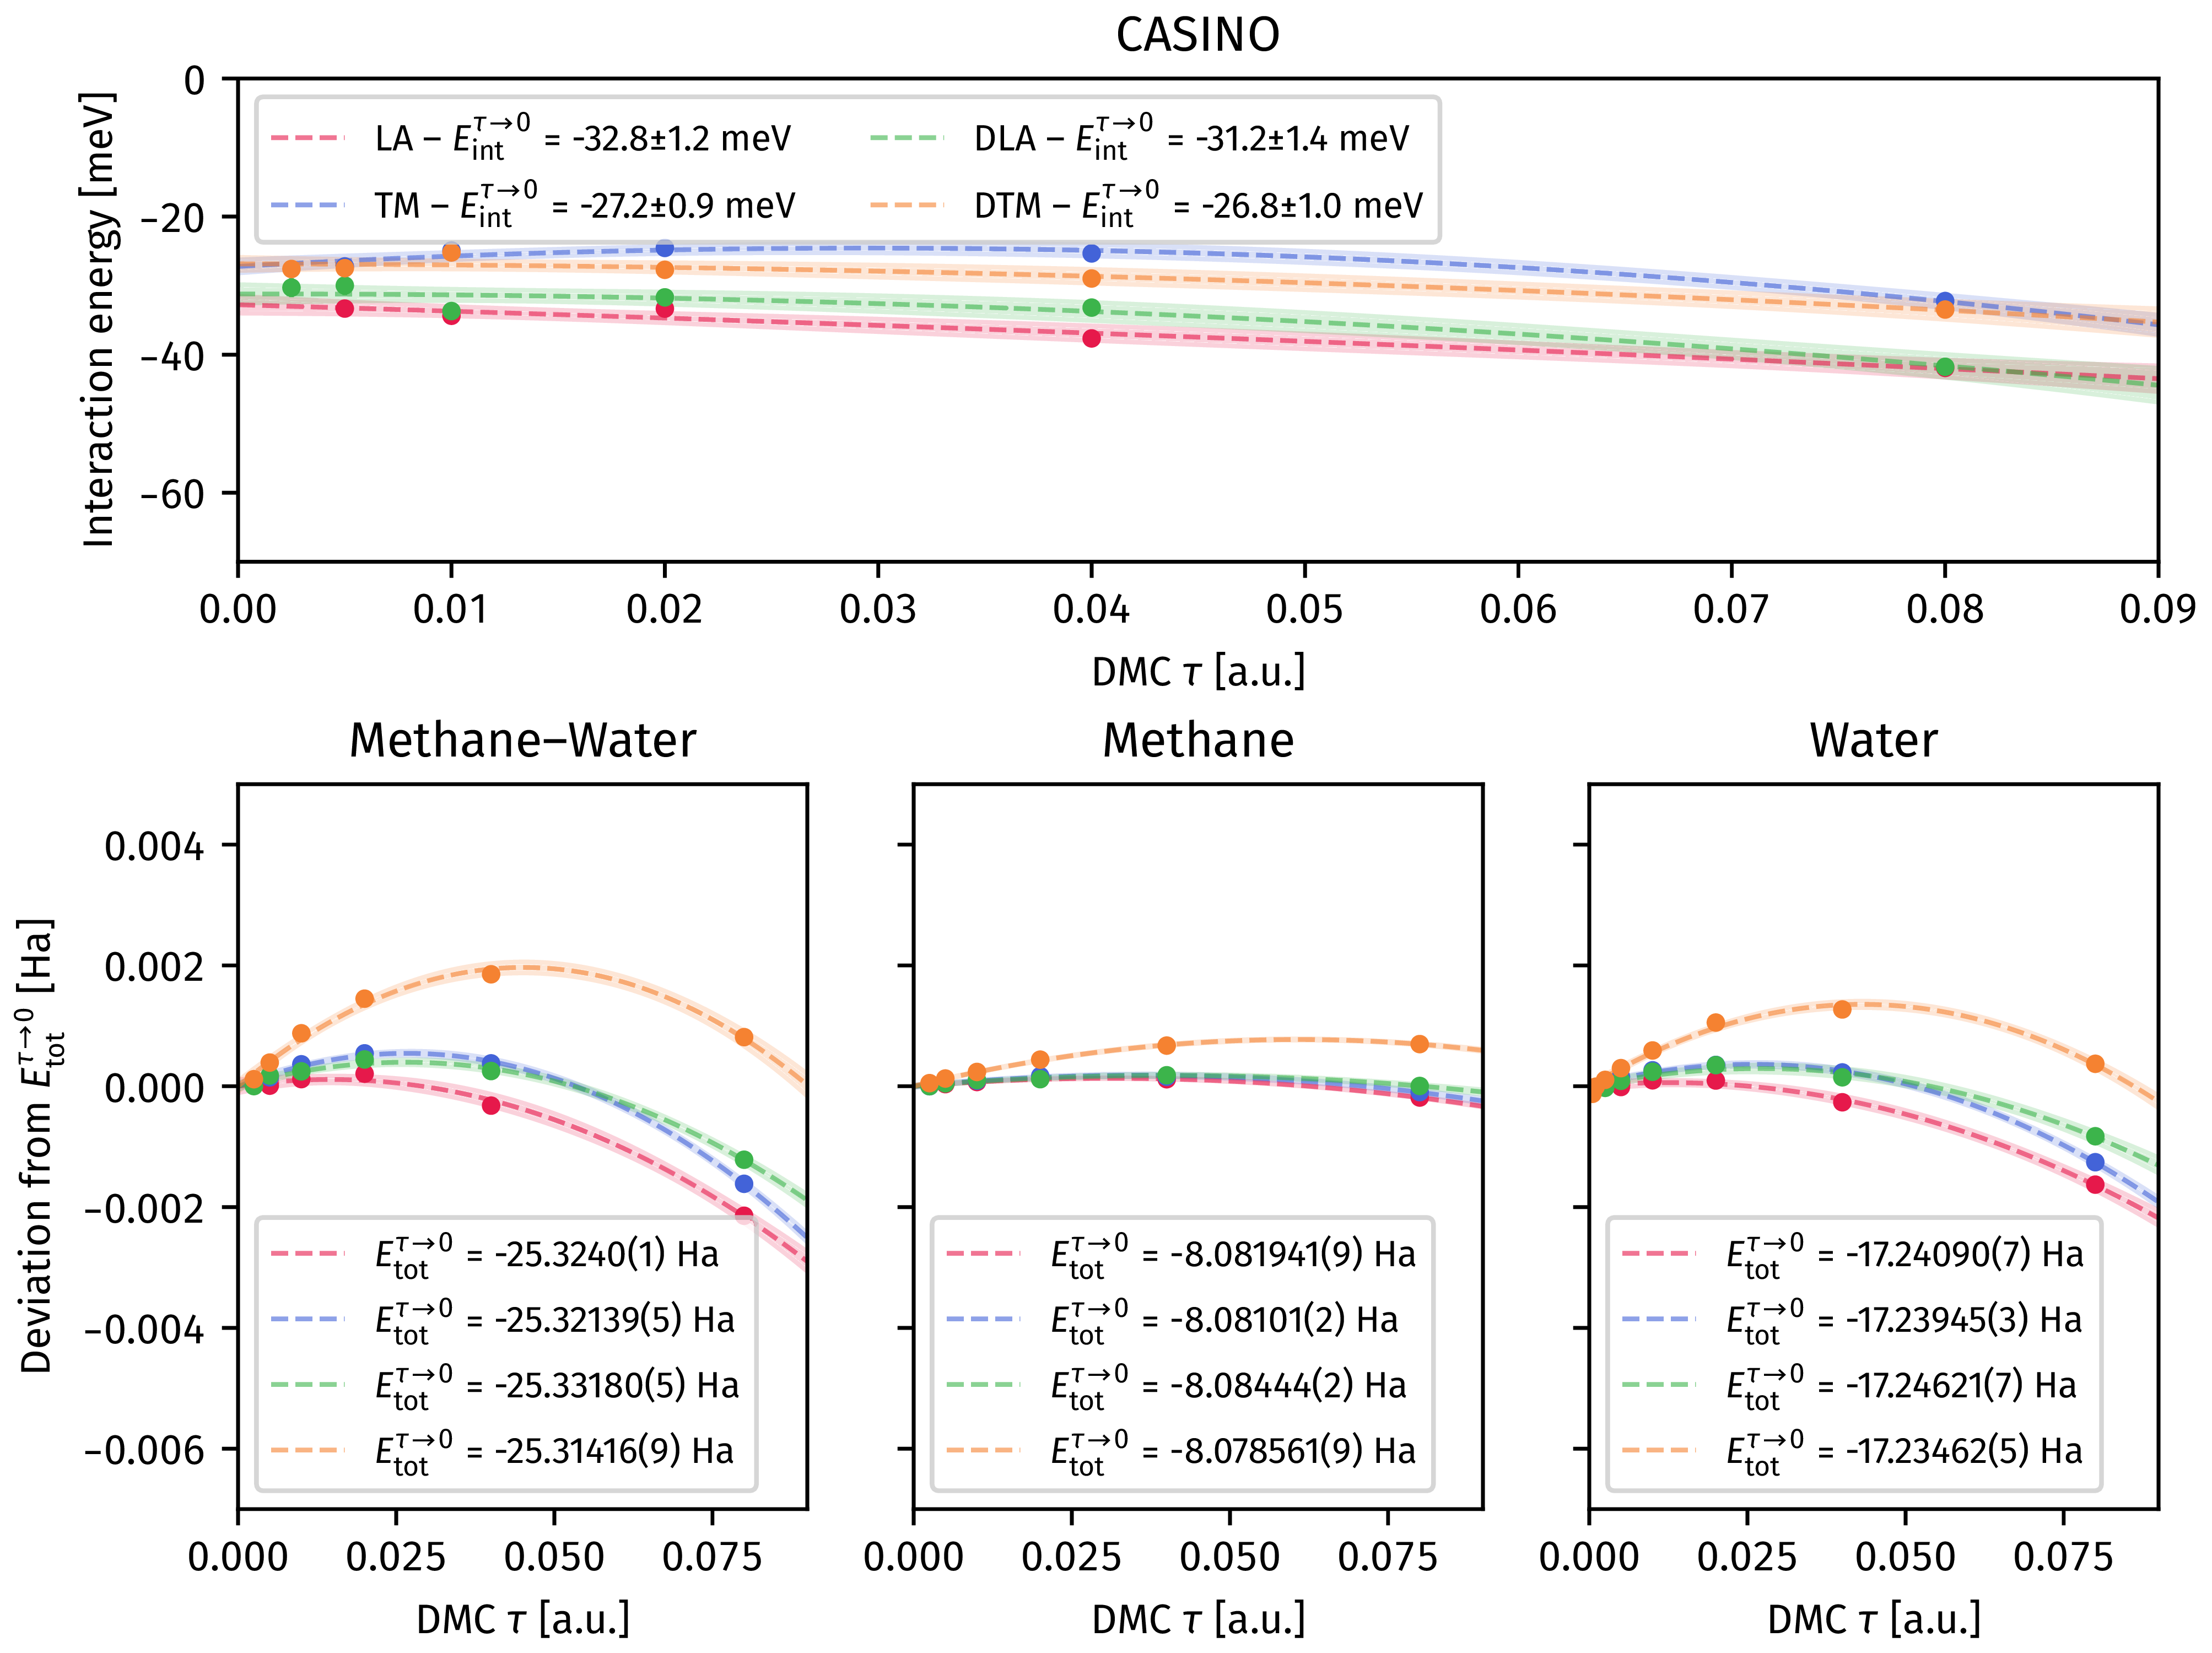 CASINO
Interaction energy [meV]
0
−20
−40
−60
LA – E_int^{τ→0} = -32.8±1.2 meV
TM – E_int^{τ→0} = -27.2±0.9 meV
DLA – E_int^{τ→0} = -31.2±1.4 meV
DTM – E_int^{τ→0} = -26.8±1.0 meV
0.00 0.01 0.02 0.03 0.04 0.05 0.06 0.07 0.08 0.09
DMC τ [a.u.]
Deviation from E_tot^{τ→0} [Ha]
0.004
0.002
0.000
−0.002
−0.004
−0.006
Methane–Water
E_tot^{τ→0} = -25.3240(1) Ha
E_tot^{τ→0} = -25.32139(5) Ha
E_tot^{τ→0} = -25.33180(5) Ha
E_tot^{τ→0} = -25.31416(9) Ha
0.000 0.025 0.050 0.075
DMC τ [a.u.]
Methane
E_tot^{τ→0} = -8.081941(9) Ha
E_tot^{τ→0} = -8.08101(2) Ha
E_tot^{τ→0} = -8.08444(2) Ha
E_tot^{τ→0} = -8.078561(9) Ha
0.000 0.025 0.050 0.075
DMC τ [a.u.]
Water
E_tot^{τ→0} = -17.24090(7) Ha
E_tot^{τ→0} = -17.23945(3) Ha
E_tot^{τ→0} = -17.24621(7) Ha
E_tot^{τ→0} = -17.23462(5) Ha
0.000 0.025 0.050 0.075
DMC τ [a.u.]